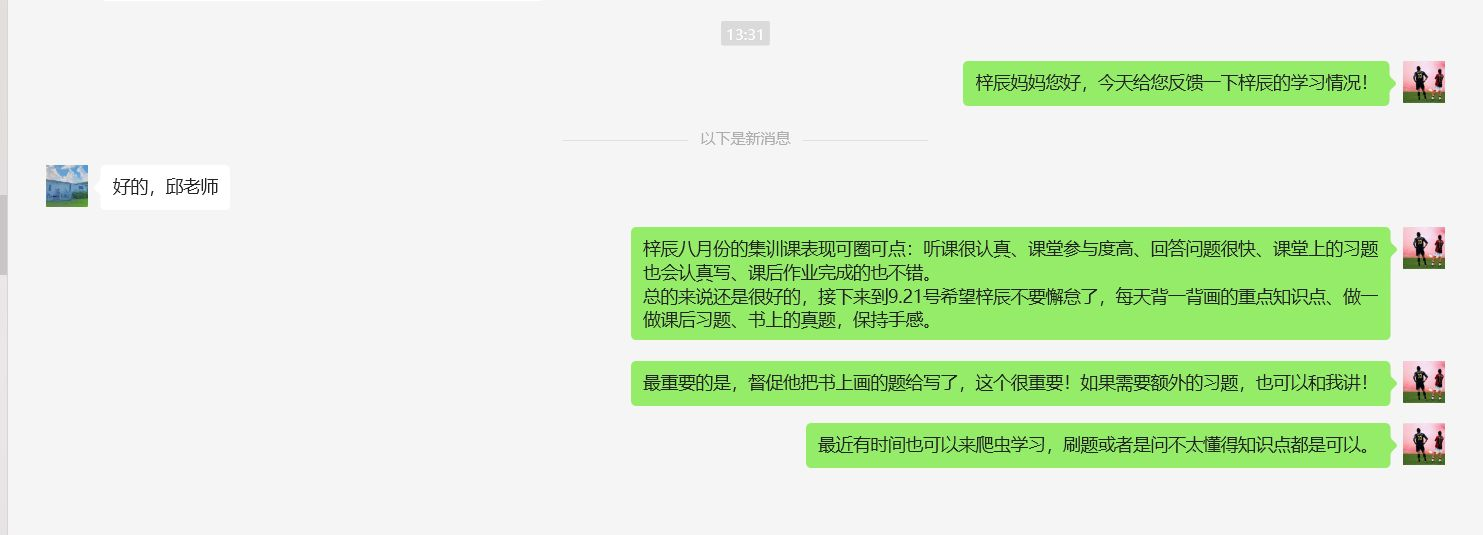 13:31
梓辰妈妈您好，今天给您反馈一下梓辰的学习情况！
以下是新消息
好的，邱老师
梓辰八月份的集训课表现可圈可点：听课很认真、课堂参与度高、回答问题很快、课堂上的习题
也会认真写、课后作业完成的也不错。
总的来说还是很好的，接下来到9.21号希望梓辰不要懈怠了，每天背一背画的重点知识点、做一
做课后习题、书上的真题，保持手感。
最重要的是，督促他把书上画的题给写了，这个很重要！如果需要额外的习题，也可以和我讲！
最近有时间也可以来爬虫学习，刷题或者是问不太懂得知识点都是可以。